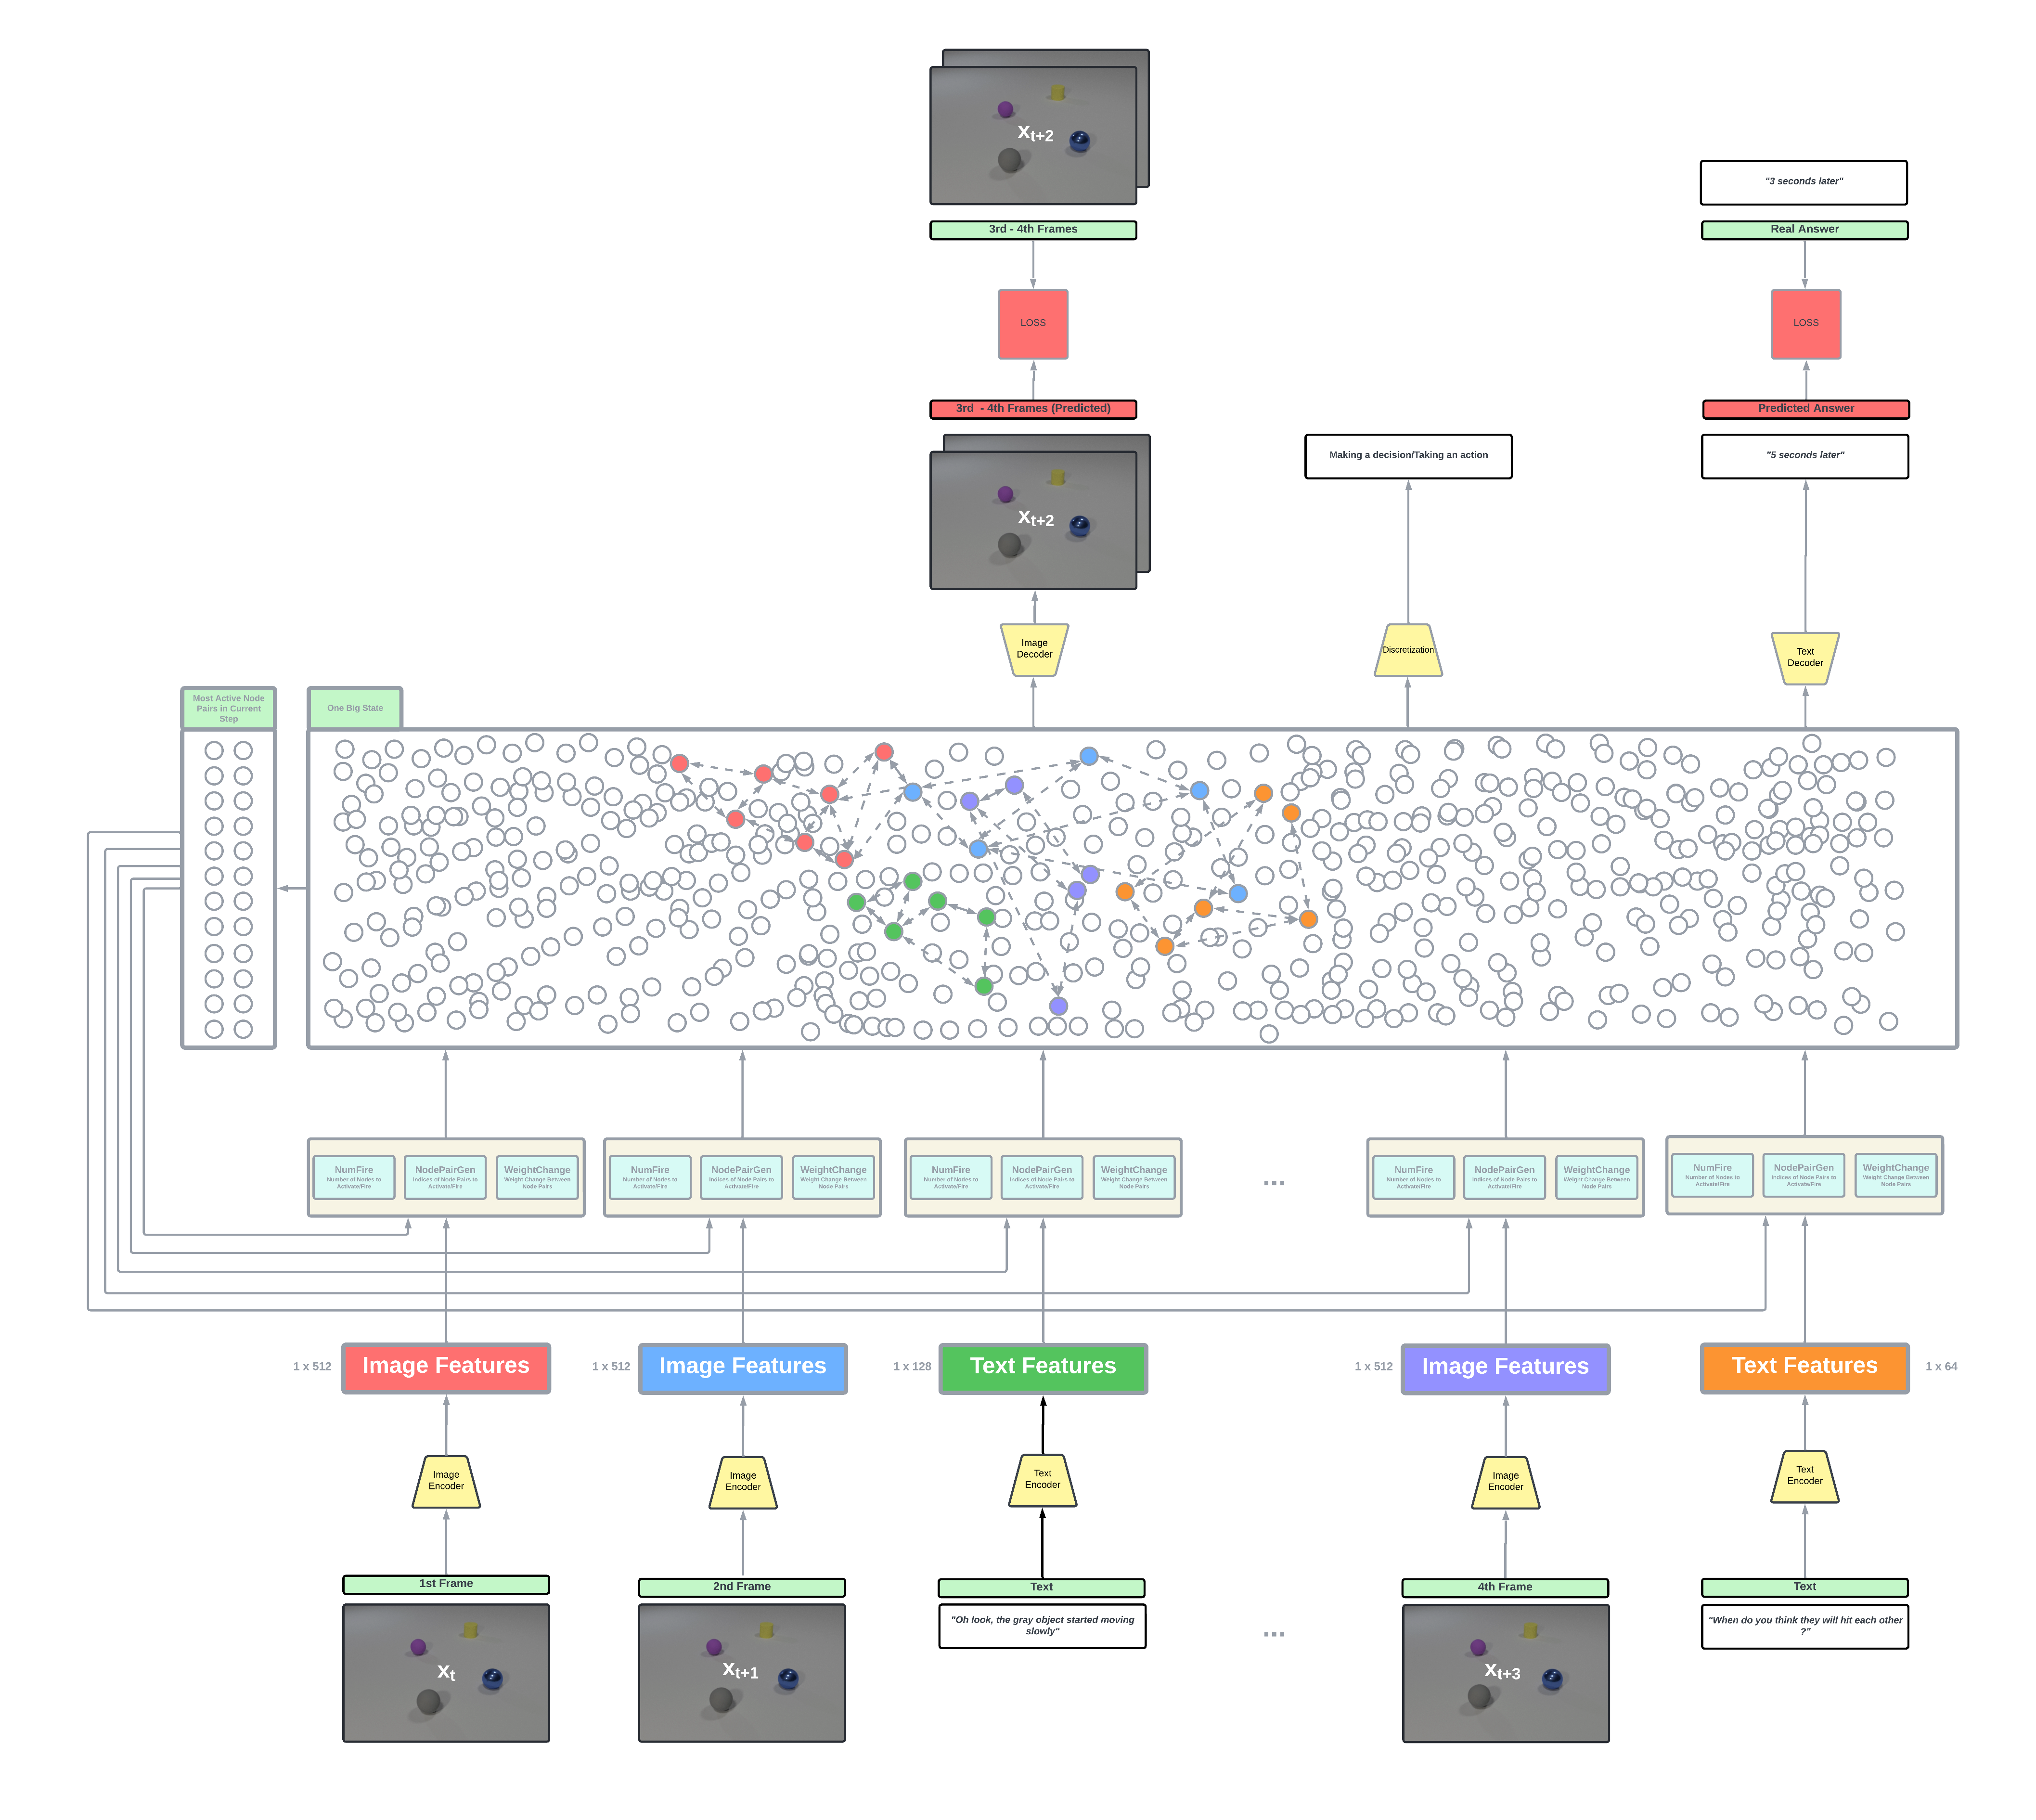 x_{t+2}
"3 seconds later"
3rd - 4th Frames
Real Answer
LOSS
LOSS
3rd - 4th Frames (Predicted)
Predicted Answer
x_{t+2}
Making a decision/Taking an action
"5 seconds later"
Image
Decoder
Discretization
Text
Decoder
Most Active Node
Pairs in Current
Step
One Big State
NumFire
Number of Nodes to
Activate/Fire
NodePairGen
Indices of Node Pairs to
Activate/Fire
WeightChange
Weight Change Between
Node Pairs
NumFire
Number of Nodes to
Activate/Fire
NodePairGen
Indices of Node Pairs to
Activate/Fire
WeightChange
Weight Change Between
Node Pairs
NumFire
Number of Nodes to
Activate/Fire
NodePairGen
Indices of Node Pairs to
Activate/Fire
WeightChange
Weight Change Between
Node Pairs
...
NumFire
Number of Nodes to
Activate/Fire
NodePairGen
Indices of Node Pairs to
Activate/Fire
WeightChange
Weight Change Between
Node Pairs
NumFire
Number of Nodes to
Activate/Fire
NodePairGen
Indices of Node Pairs to
Activate/Fire
WeightChange
Weight Change Between
Node Pairs
1 x 512
Image Features
1 x 512
Image Features
1 x 128
Text Features
1 x 512
Image Features
Text Features
1 x 64
Image
Encoder
Image
Encoder
Text
Encoder
Image
Encoder
Text
Encoder
1st Frame
2nd Frame
Text
4th Frame
Text
"Oh look, the gray object started moving
slowly"
...
"When do you think they will hit each other
?"
x_t
x_{t+1}
x_{t+3}